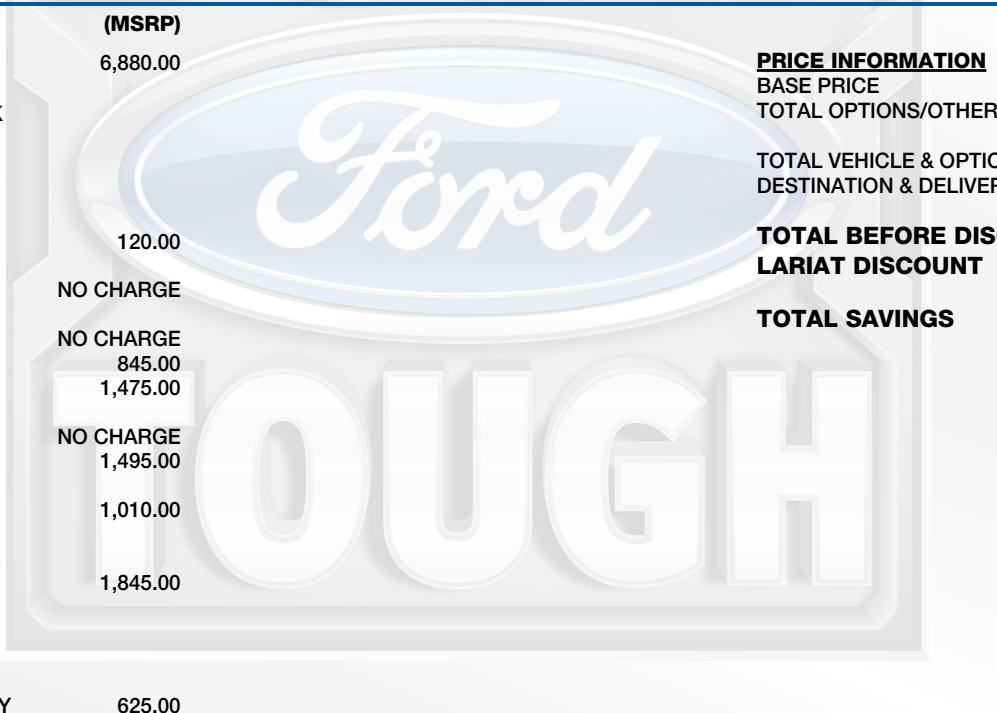 (MSRP)
6,880.00
K
120.00
NO CHARGE
NO CHARGE
845.00
1,475.00
NO CHARGE
1,495.00
1,010.00
1,845.00
Y 625.00
PRICE INFORMATION
BASE PRICE
TOTAL OPTIONS/OTHER
TOTAL VEHICLE & OPTIO
DESTINATION & DELIVER
TOTAL BEFORE DISC
LARIAT DISCOUNT
TOTAL SAVINGS
Ford
TOUGH